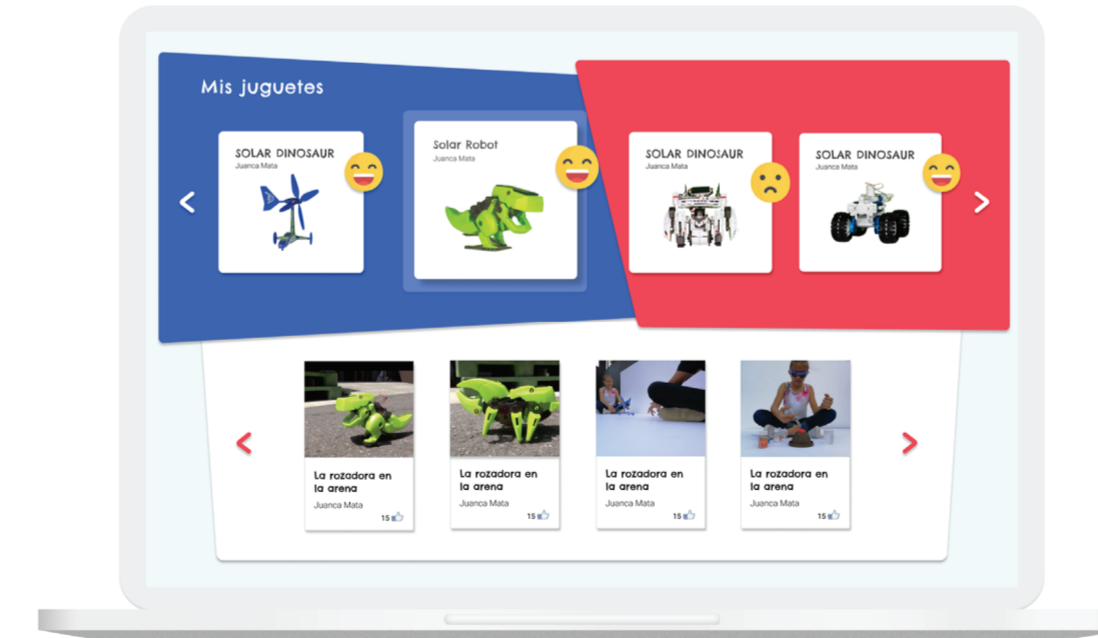 Mis juguetes
SOLAR DINOSAUR
Juanca Mata
Solar Robot
Juanca Mata
SOLAR DINOSAUR
Juanca Mata
SOLAR DINOSAUR
Juanca Mata
La rozadora en
la arena
Juanca Mata
15
La rozadora en
la arena
Juanca Mata
15
La rozadora en
la arena
Juanca Mata
15
La rozadora en
la arena
Juanca Mata
15